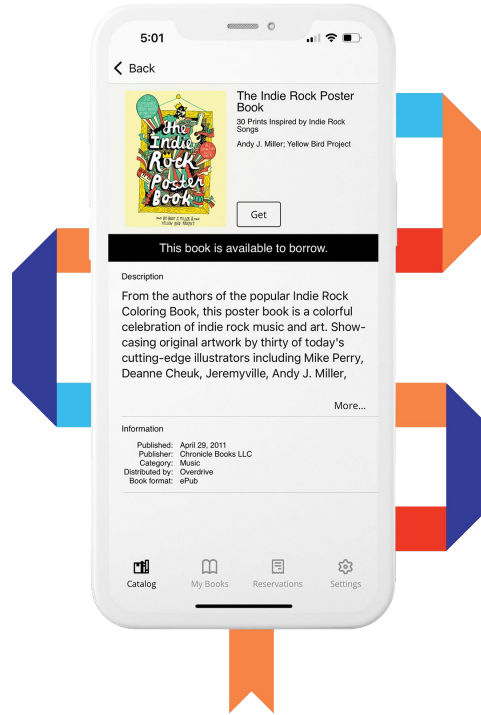 5:01
Back
The Indie Rock Poster
Book
30 Prints Inspired by Indie Rock
Songs
Andy J. Miller; Yellow Bird Project
the
Indie
Rock
Poster
Book
Get
This book is available to borrow.
Description
From the authors of the popular Indie Rock
Coloring Book, this poster book is a colorful
celebration of indie rock music and art. Show-
casing original artwork by thirty of today's
cutting-edge illustrators including Mike Perry,
Deanne Cheuk, Jeremyville, Andy J. Miller,
More...
Information
Published: April 29, 2011
Publisher: Chronicle Books LLC
Category: Music
Distributed by: Overdrive
Book format: ePub
Catalog My Books Reservations Settings